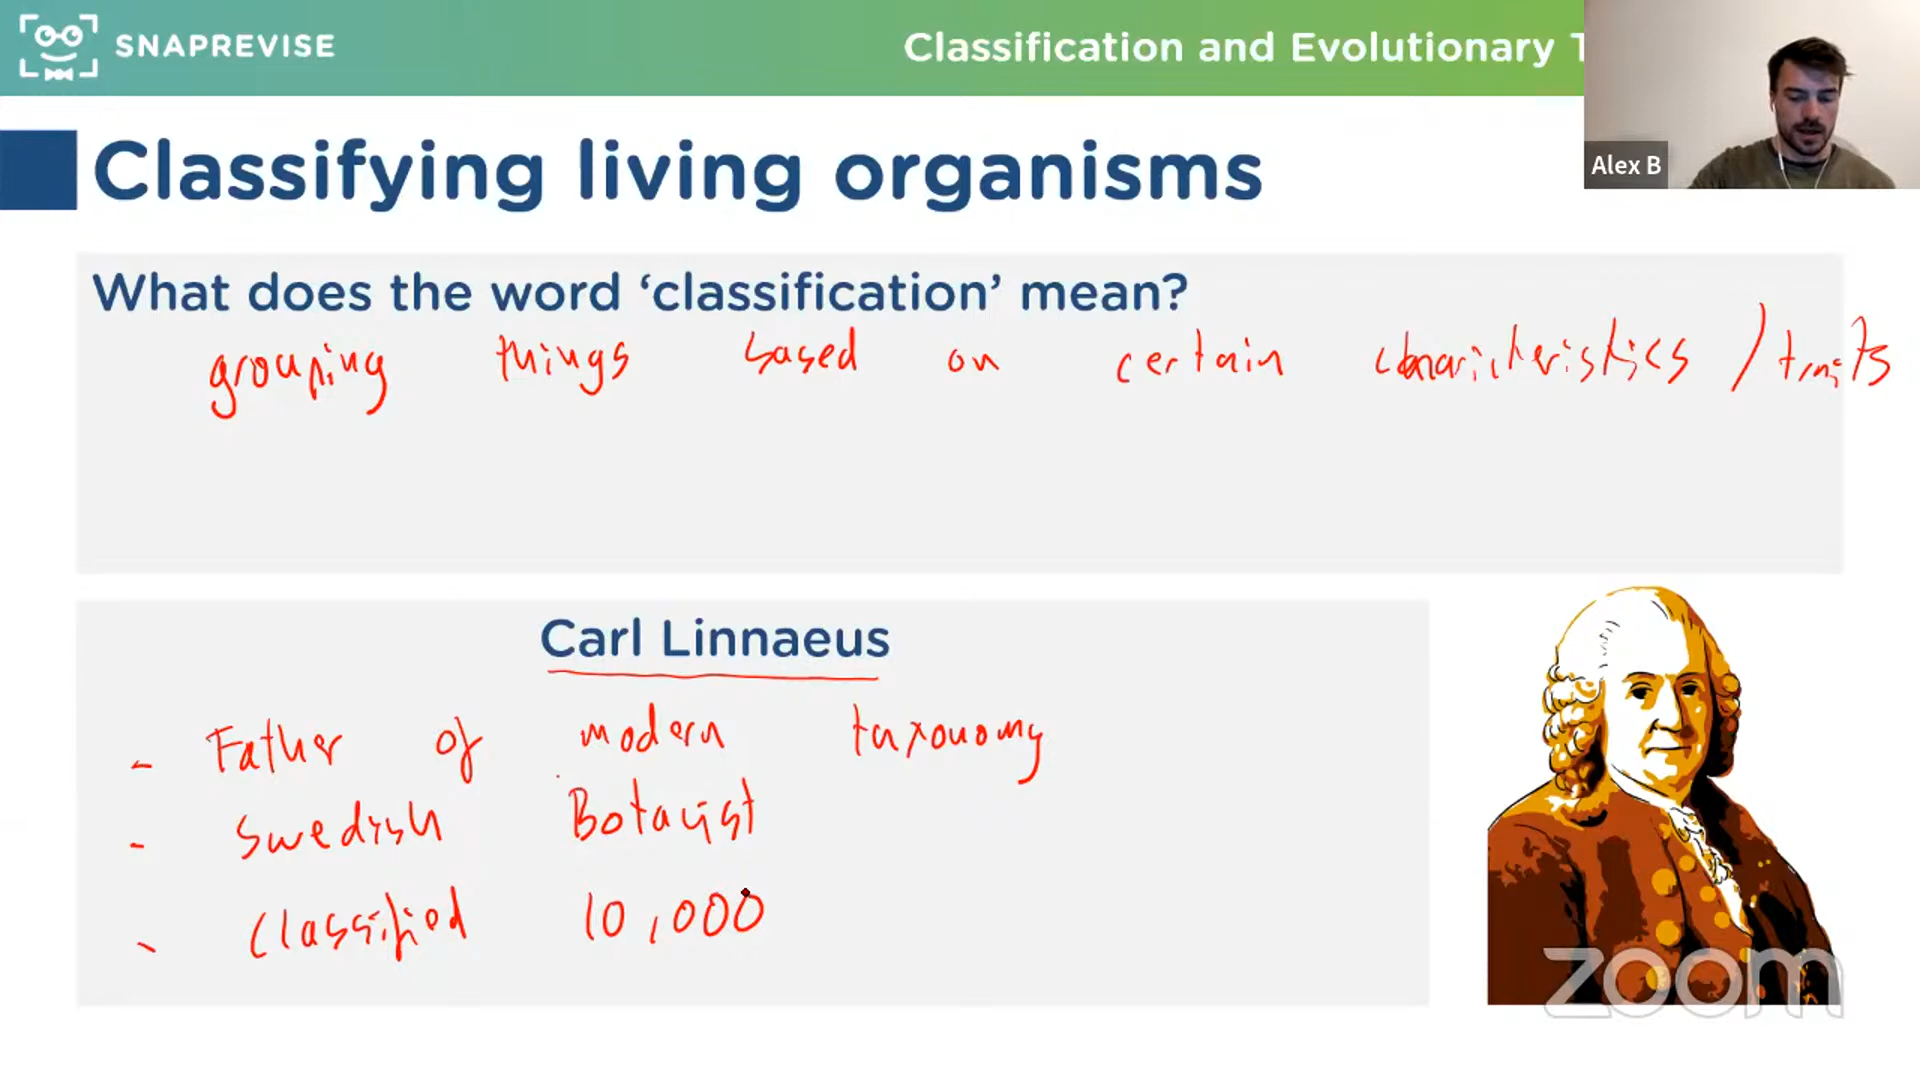 SNAPREVISE
Classification and Evolutionary T
Alex B
Classifying living organisms
What does the word ‘classification’ mean?
grouping things based on certain characteristics / traits
Carl Linnaeus
- Father of modern taxonomy
- Swedish Botanist
- Classified 10,000
zoom